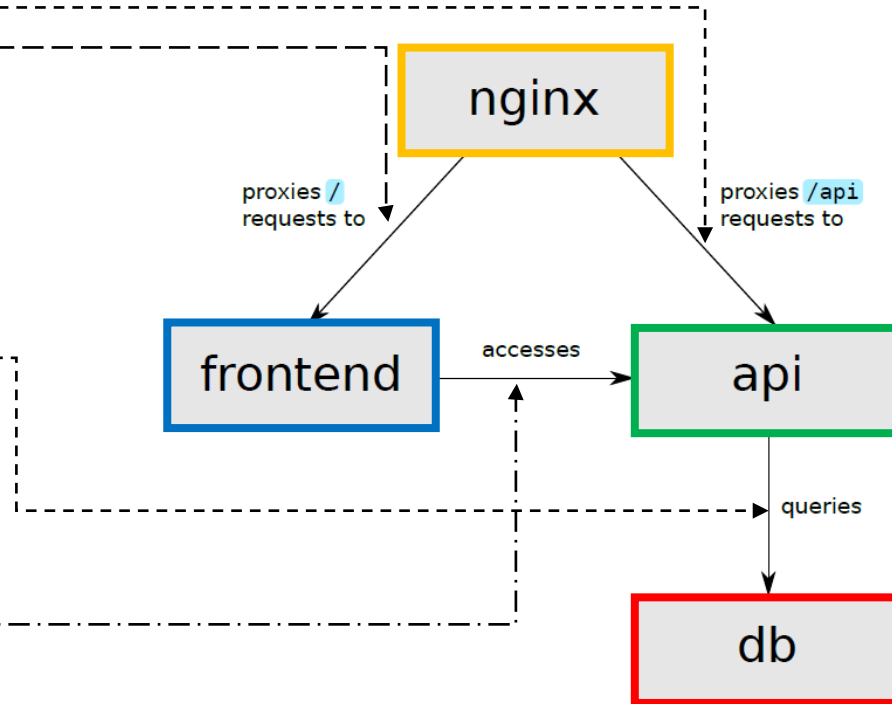 nginx
proxies /
requests to
proxies /api
requests to
frontend
accesses
api
queries
db